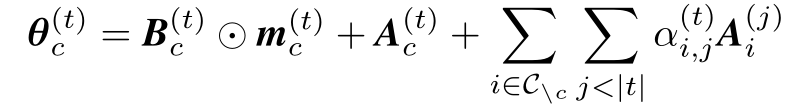 θ_c^{(t)} = B_c^{(t)} ⊙ m_c^{(t)} + A_c^{(t)} + ∑_{i∈𝒞_{\c}} ∑_{j<|t|} α_{i,j}^{(t)} A_i^{(j)}